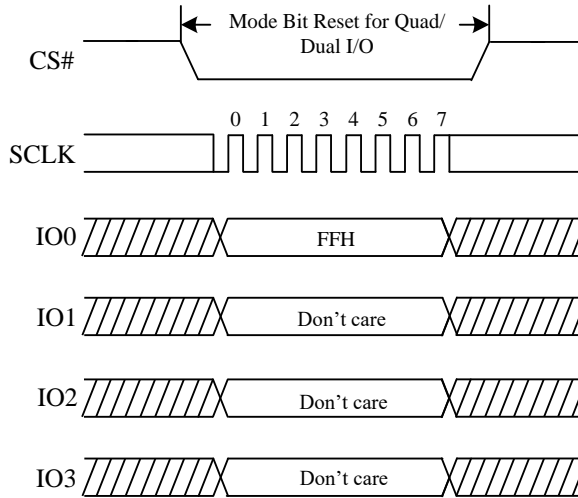 Mode Bit Reset for Quad/
Dual I/O
CS#
0 1 2 3 4 5 6 7
SCLK
IO0 FFH
IO1 Don't care
IO2 Don't care
IO3 Don't care